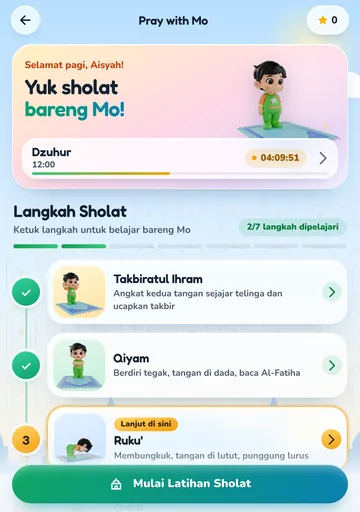 Pray with Mo
0
Selamat pagi, Aisyah!
Yuk sholat
bareng Mo!
Dzuhur
12:00
04:09:51
Langkah Sholat
Ketuk langkah untuk belajar bareng Mo
2/7 langkah dipelajari
Takbiratul Ihram
Angkat kedua tangan sejajar telinga dan
ucapkan takbir
Qiyam
Berdiri tegak, tangan di dada, baca Al-Fatiha
Lanjut di sini
3
Ruku'
Membungkuk, tangan di lutut, punggung lurus
Mulai Latihan Sholat